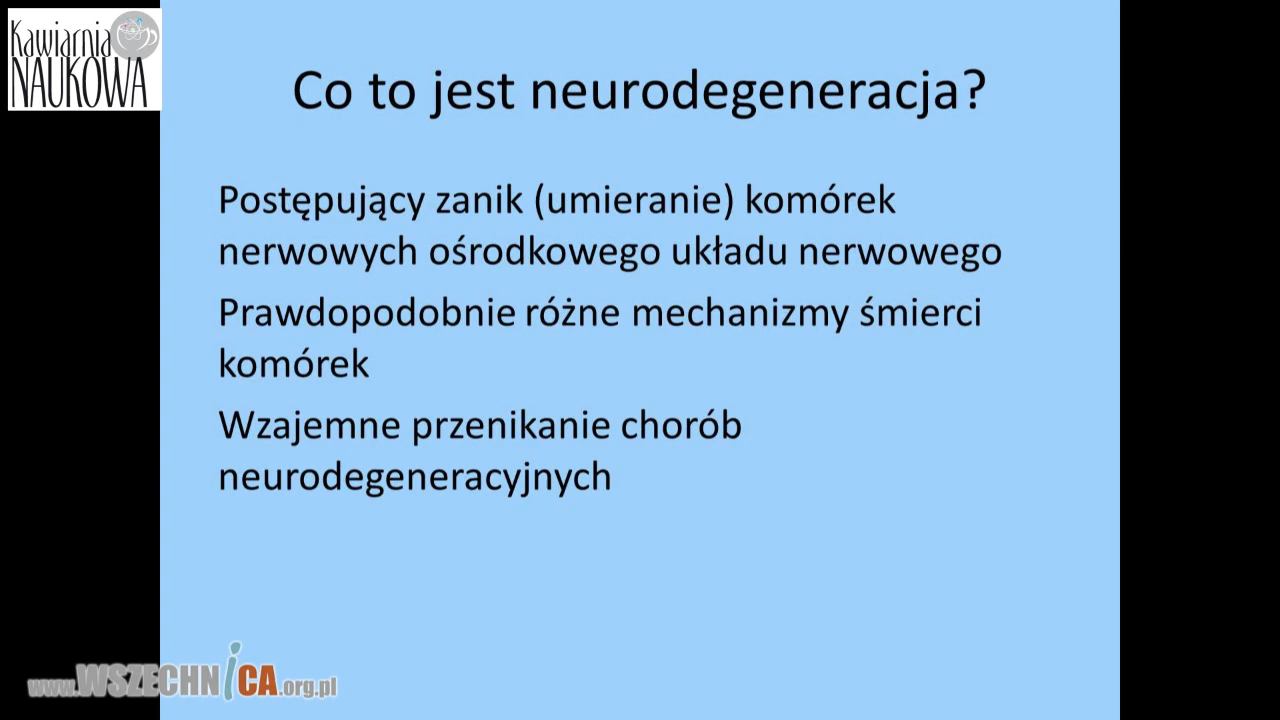 Kawiarnia
NAUKOWA
Co to jest neurodegeneracja?
Postępujący zanik (umieranie) komórek
nerwowych ośrodkowego układu nerwowego
Prawdopodobnie różne mechanizmy śmierci
komórek
Wzajemne przenikanie chorób
neurodegeneracyjnych
www.WSZECHNiCA.org.pl